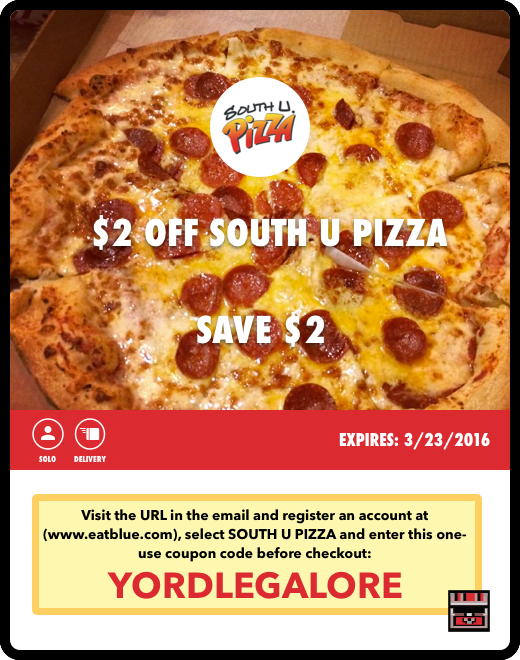 SOUTH U.
PIZZA
$2 OFF SOUTH U PIZZA
SAVE $2
SOLO
DELIVERY
EXPIRES: 3/23/2016
Visit the URL in the email and register an account at
(www.eatblue.com), select SOUTH U PIZZA and enter this one-
use coupon code before checkout:
YORDLEGALORE